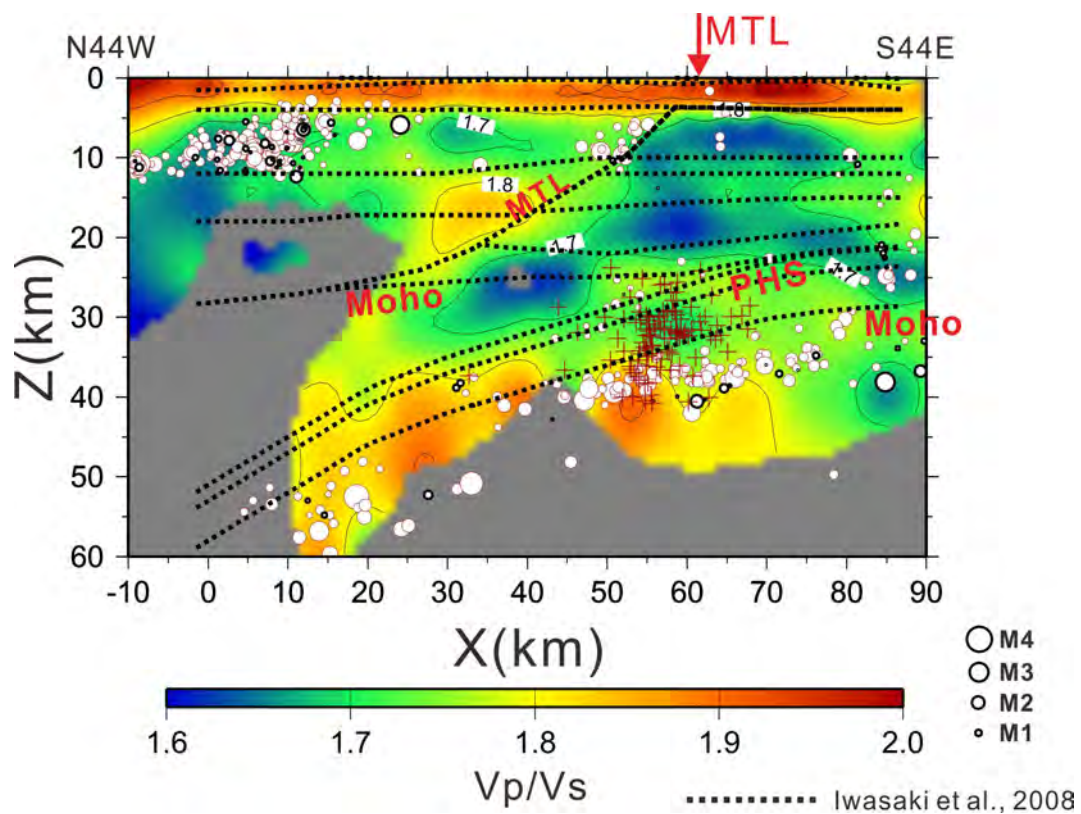 MTL
N44W
S44E
0
10
20
30
40
50
60
Z(km)
1.7
1.8
1.8
MTL
1.7
1.7
Moho
PHS
Moho
-10 0 10 20 30 40 50 60 70 80 90
X(km)
M4
M3
M2
M1
1.6 1.7 1.8 1.9 2.0
Vp/Vs
Iwasaki et al., 2008